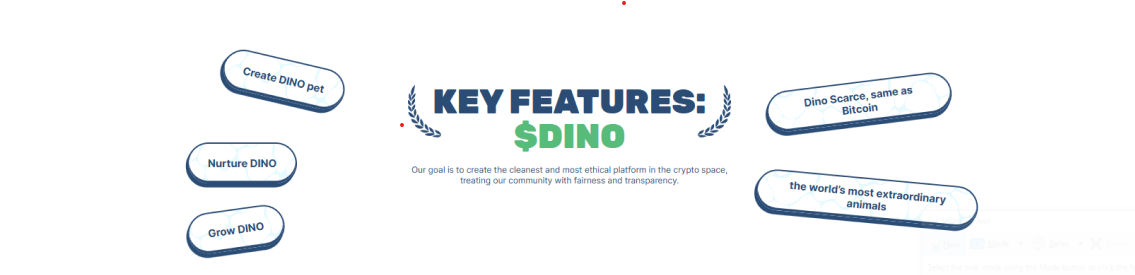 Create DINO pet
Nurture DINO
Grow DINO
KEY FEATURES:
$DINO
Our goal is to create the cleanest and most ethical platform in the crypto space,
treating our community with fairness and transparency.
Dino Scarce, same as
Bitcoin
the world's most extraordinary
animals